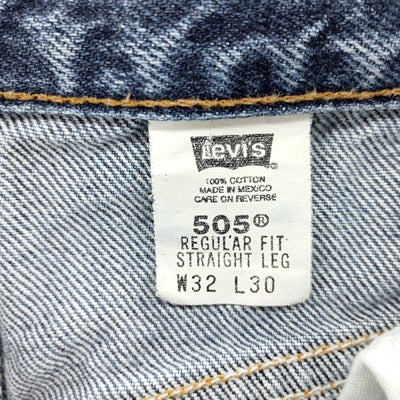 Levi's
100% COTTON
MADE IN MEXICO
CARE ON REVERSE
505®
REGULAR FIT
STRAIGHT LEG
W32 L30